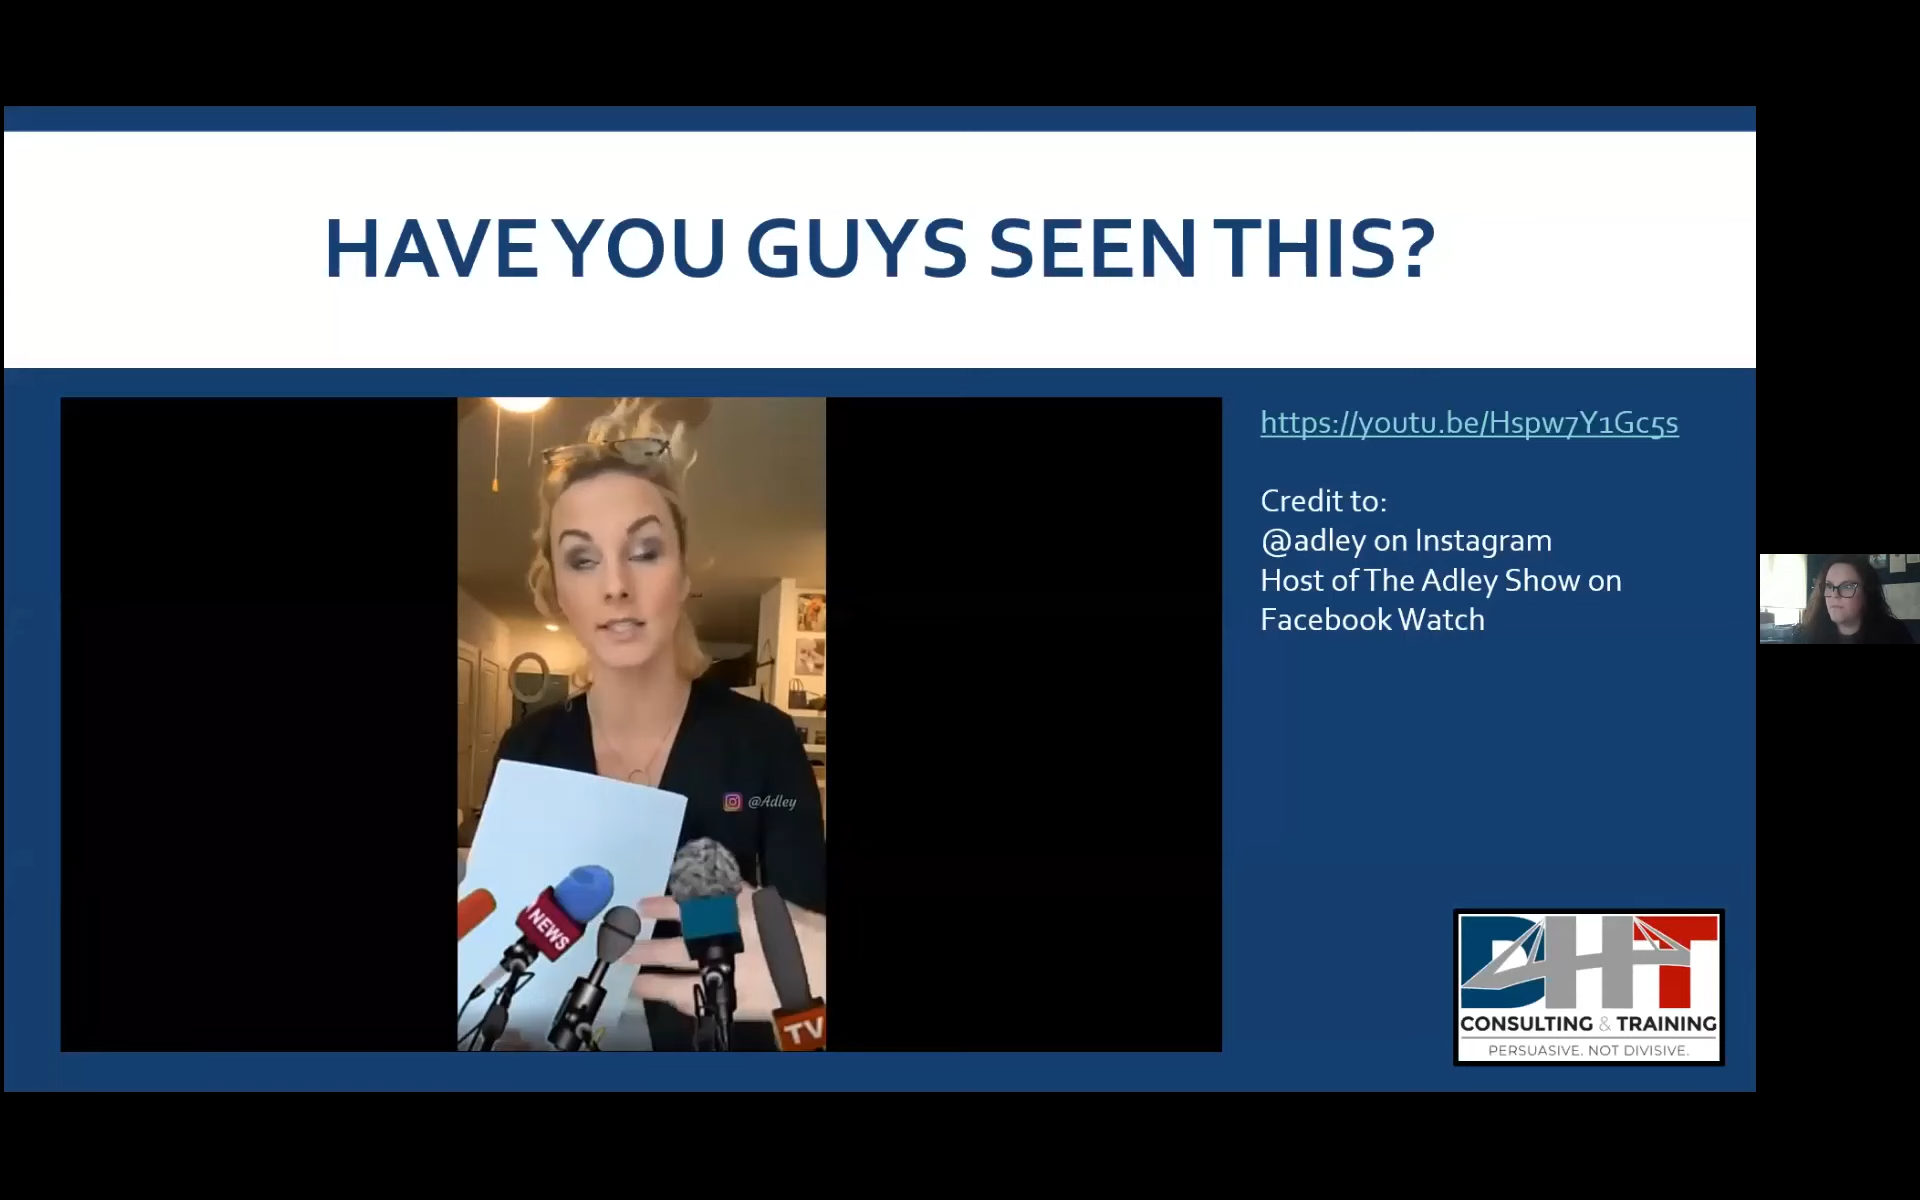 HAVE YOU GUYS SEEN THIS?
https://youtu.be/Hspw7Y1Gc5s
Credit to:
@adley on Instagram
Host of The Adley Show on
Facebook Watch
@Adley
NEWS
TV
DHT
CONSULTING & TRAINING
PERSUASIVE. NOT DIVISIVE.